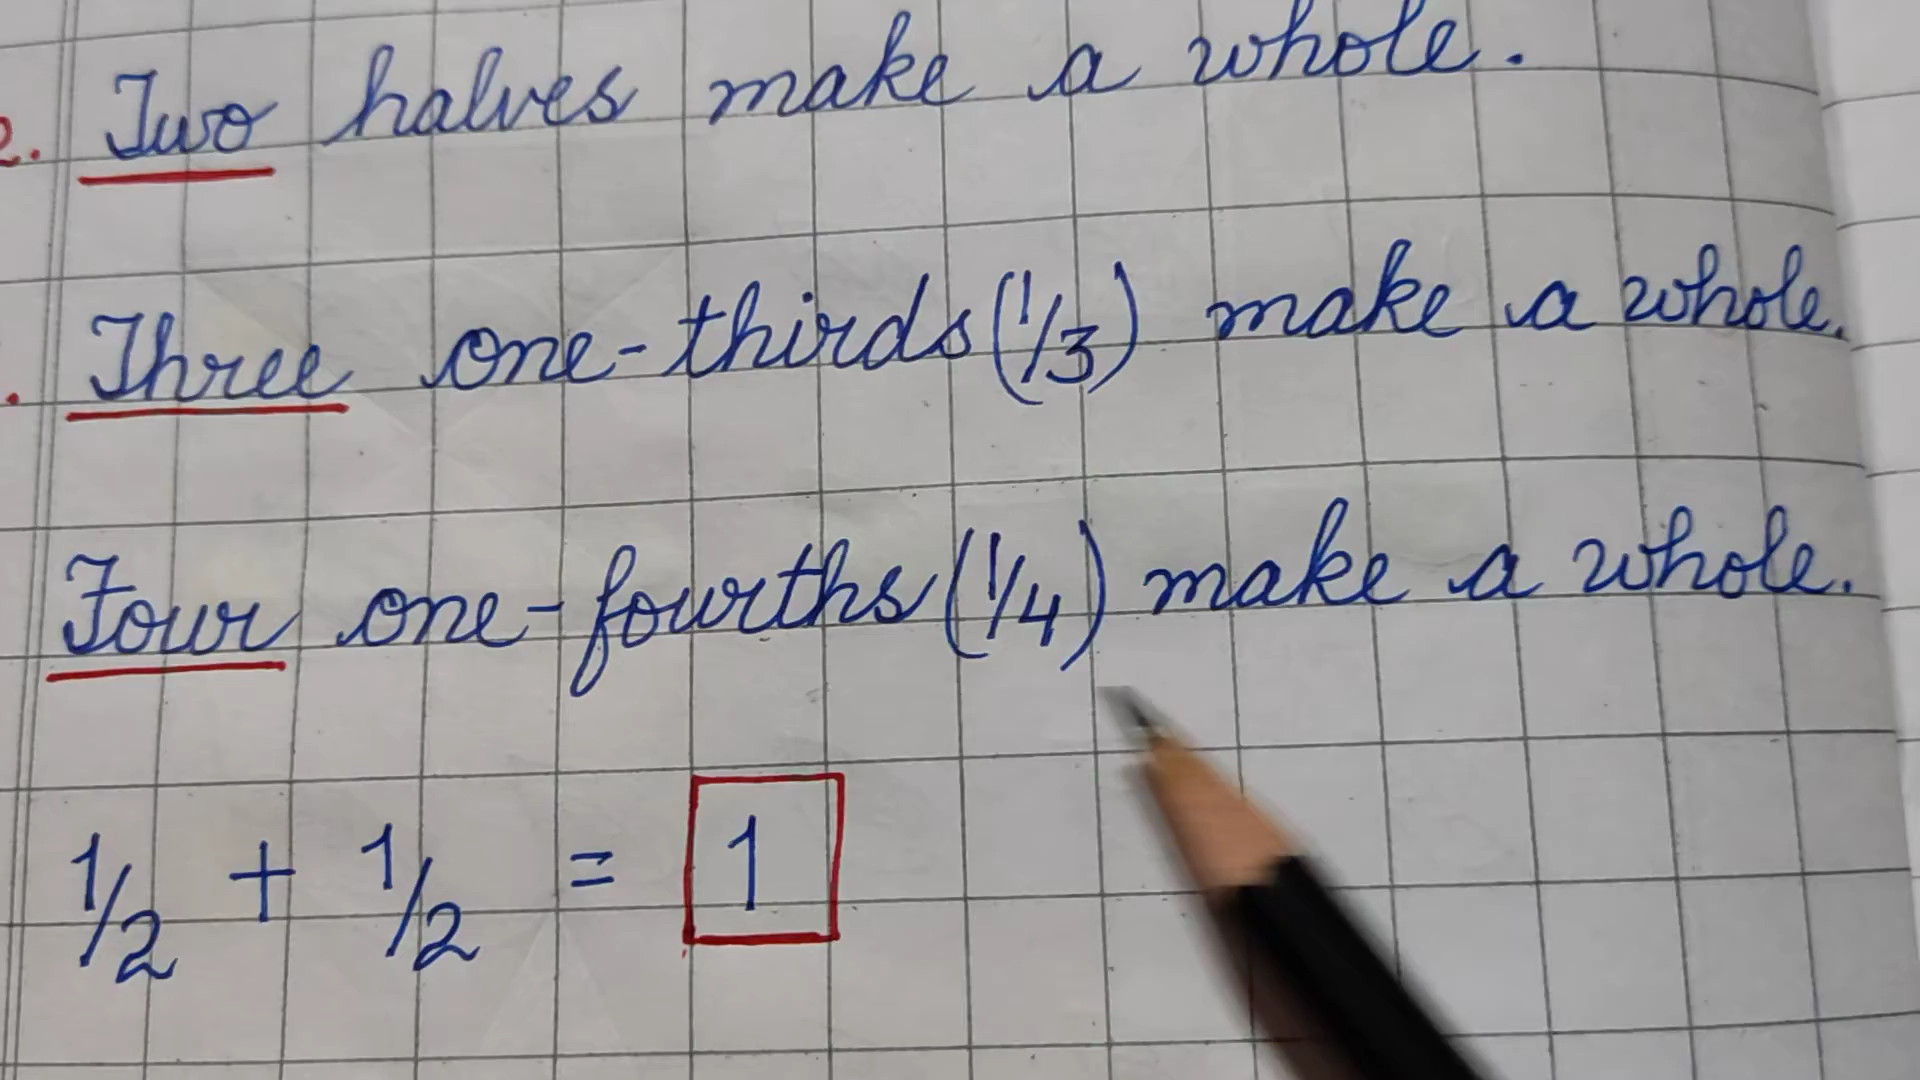 2. Two halves make a whole.
. Three one-thirds (1/3) make a whole.
Four one-fourths (1/4) make a whole.
1/2 + 1/2 = 1